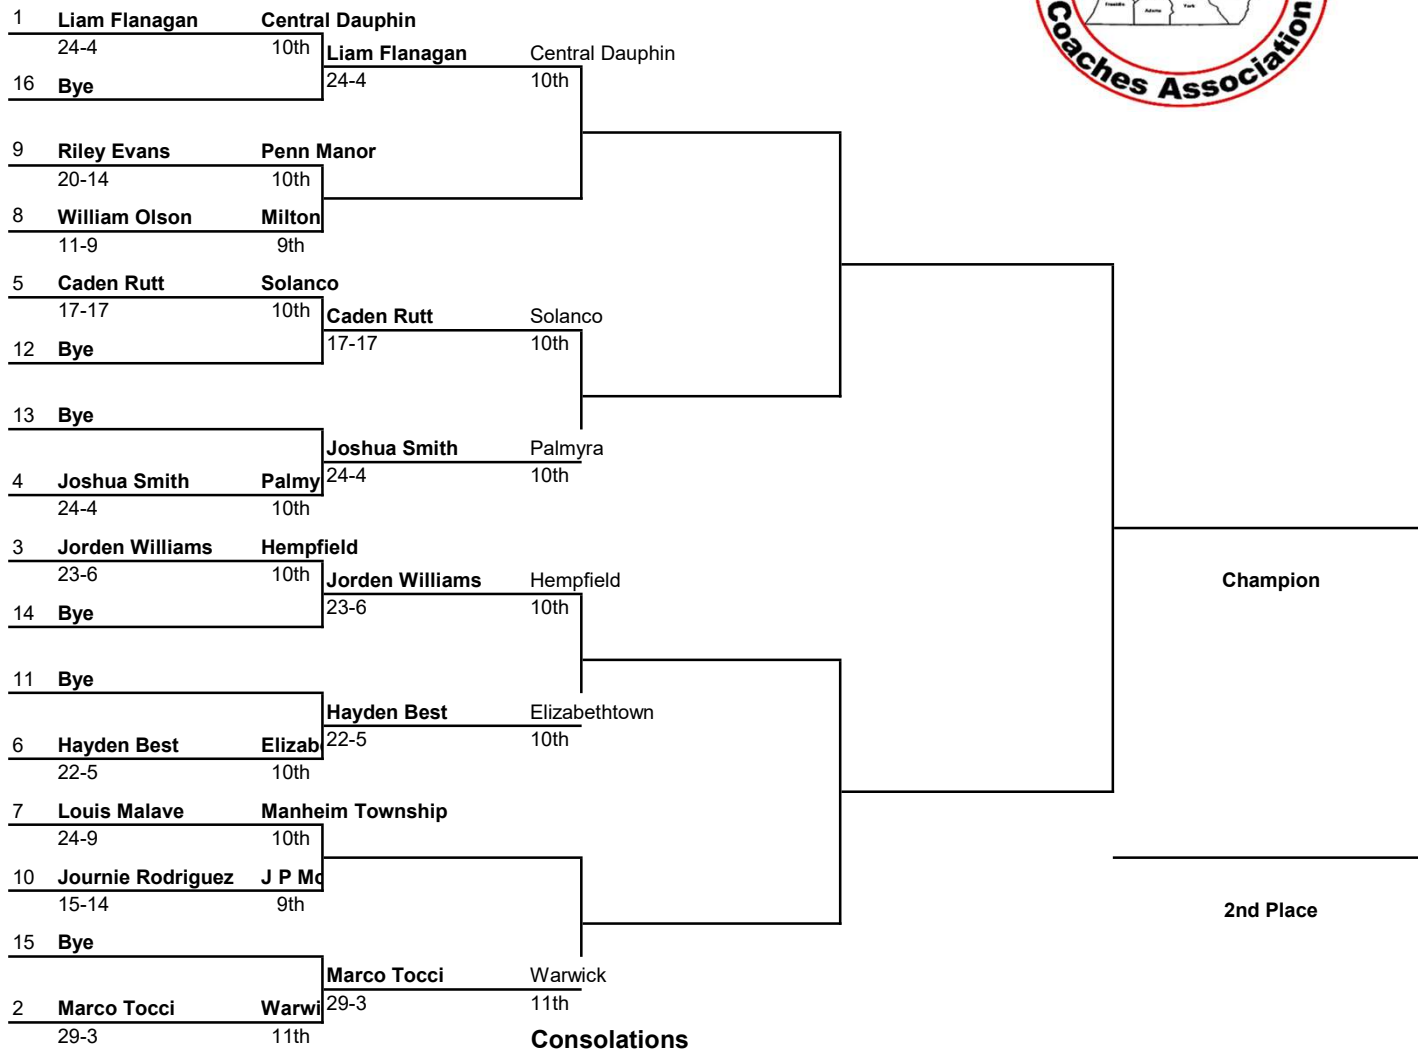 1 Liam Flanagan Central Dauphin
24-4 10th
Liam Flanagan Central Dauphin
24-4 10th
16 Bye
9 Riley Evans Penn Manor
20-14 10th
8 William Olson Milton
11-9 9th
5 Caden Rutt Solanco
17-17 10th
Caden Rutt Solanco
17-17 10th
12 Bye
13 Bye
Joshua Smith Palmyra
24-4 10th
4 Joshua Smith Palmy
24-4 10th
3 Jorden Williams Hempfield
23-6 10th
Jorden Williams Hempfield
23-6 10th
14 Bye
11 Bye
Hayden Best Elizabethtown
22-5 10th
6 Hayden Best Elizab
22-5 10th
7 Louis Malave Manheim Township
24-9 10th
10 Journie Rodriguez J P Mc
15-14 9th
15 Bye
Marco Tocci Warwick
29-3 11th
2 Marco Tocci Warwi
29-3 11th
Consolations
Champion
2nd Place
Franklin Adams York
Coaches Association